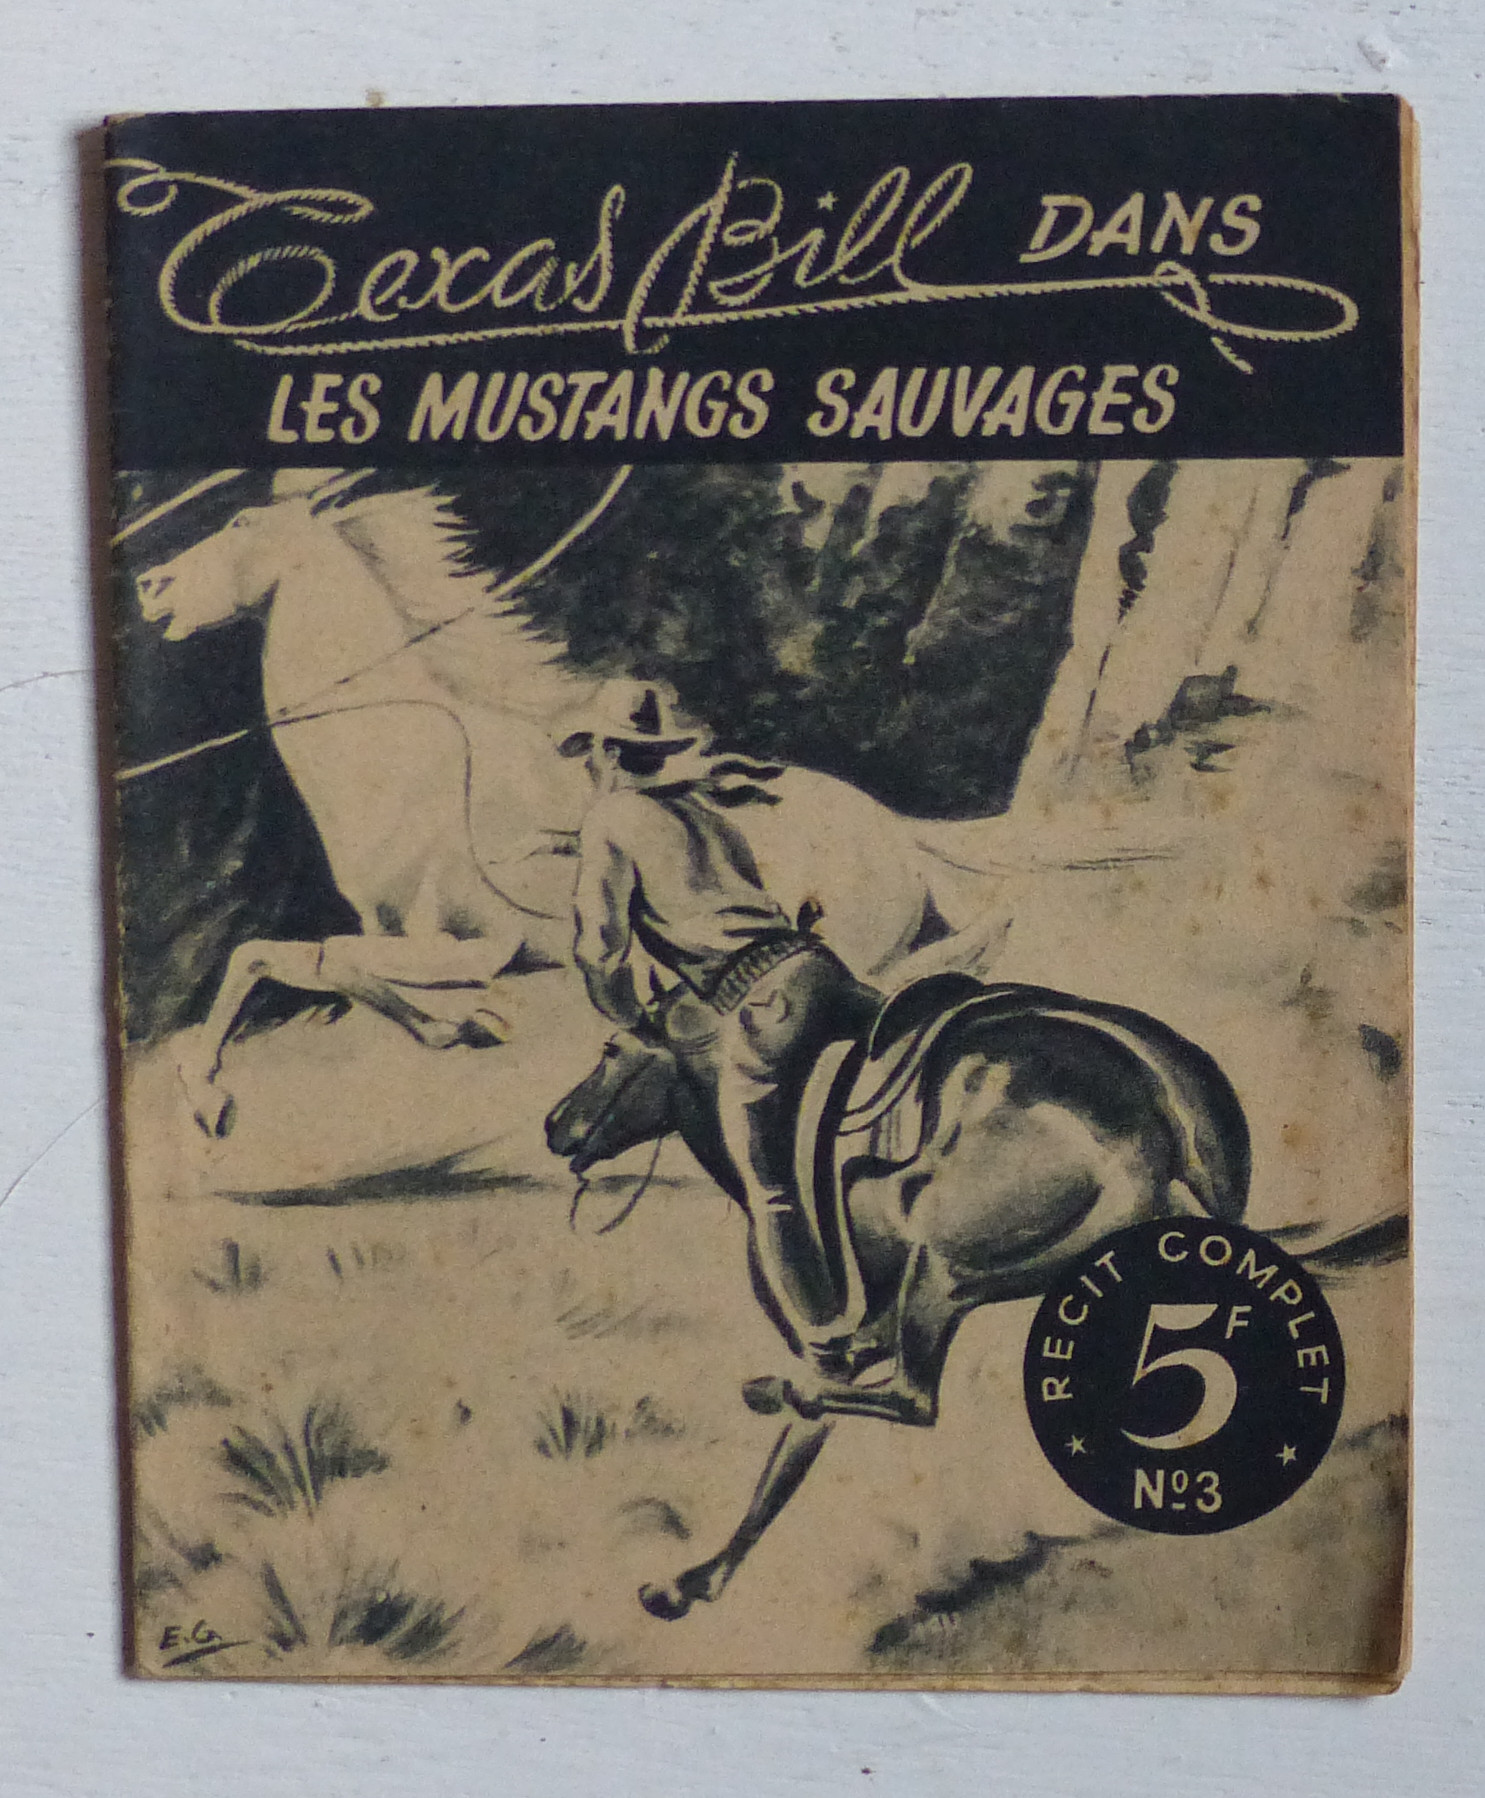 Texas Bill DANS
LES MUSTANGS SAUVAGES
RECIT COMPLET
5F
Nº3
E.G.